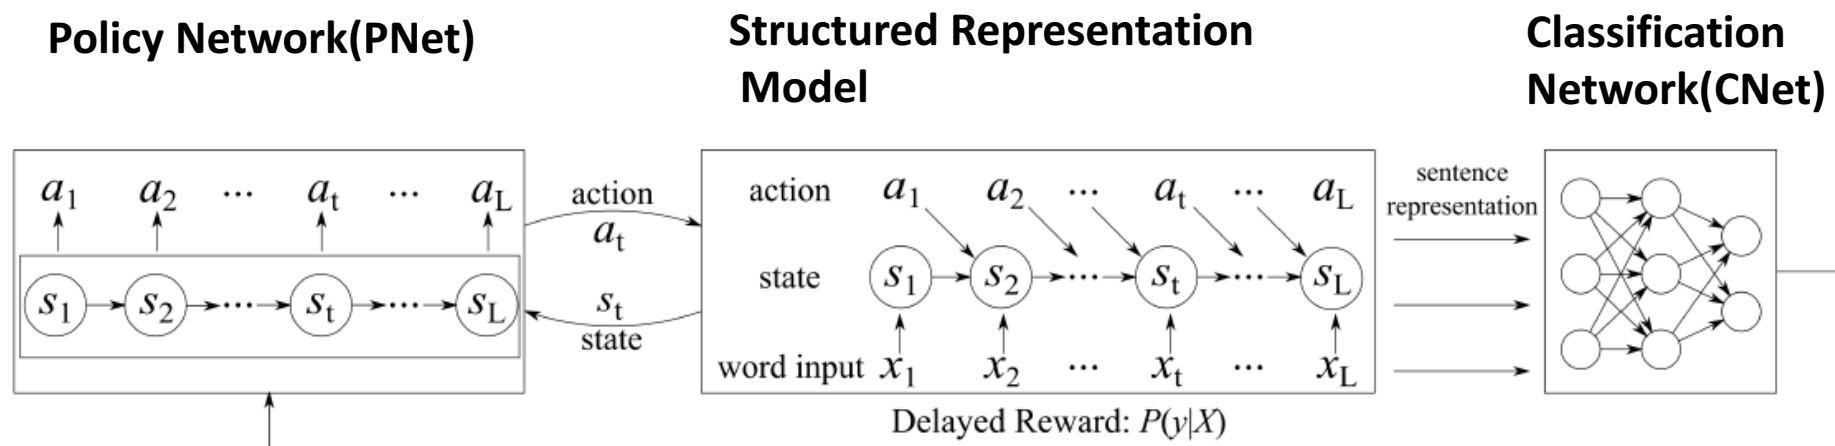 Policy Network(PNet)
Structured Representation
Model
Classification
Network(CNet)
a1 a2 ... at ... aL
s1 s2 ... st ... sL
action
at
st
state
action a1 a2 ... at ... aL
state s1 s2 ... st ... sL
word input x1 x2 ... xt ... xL
sentence
representation
Delayed Reward: P(y|X)